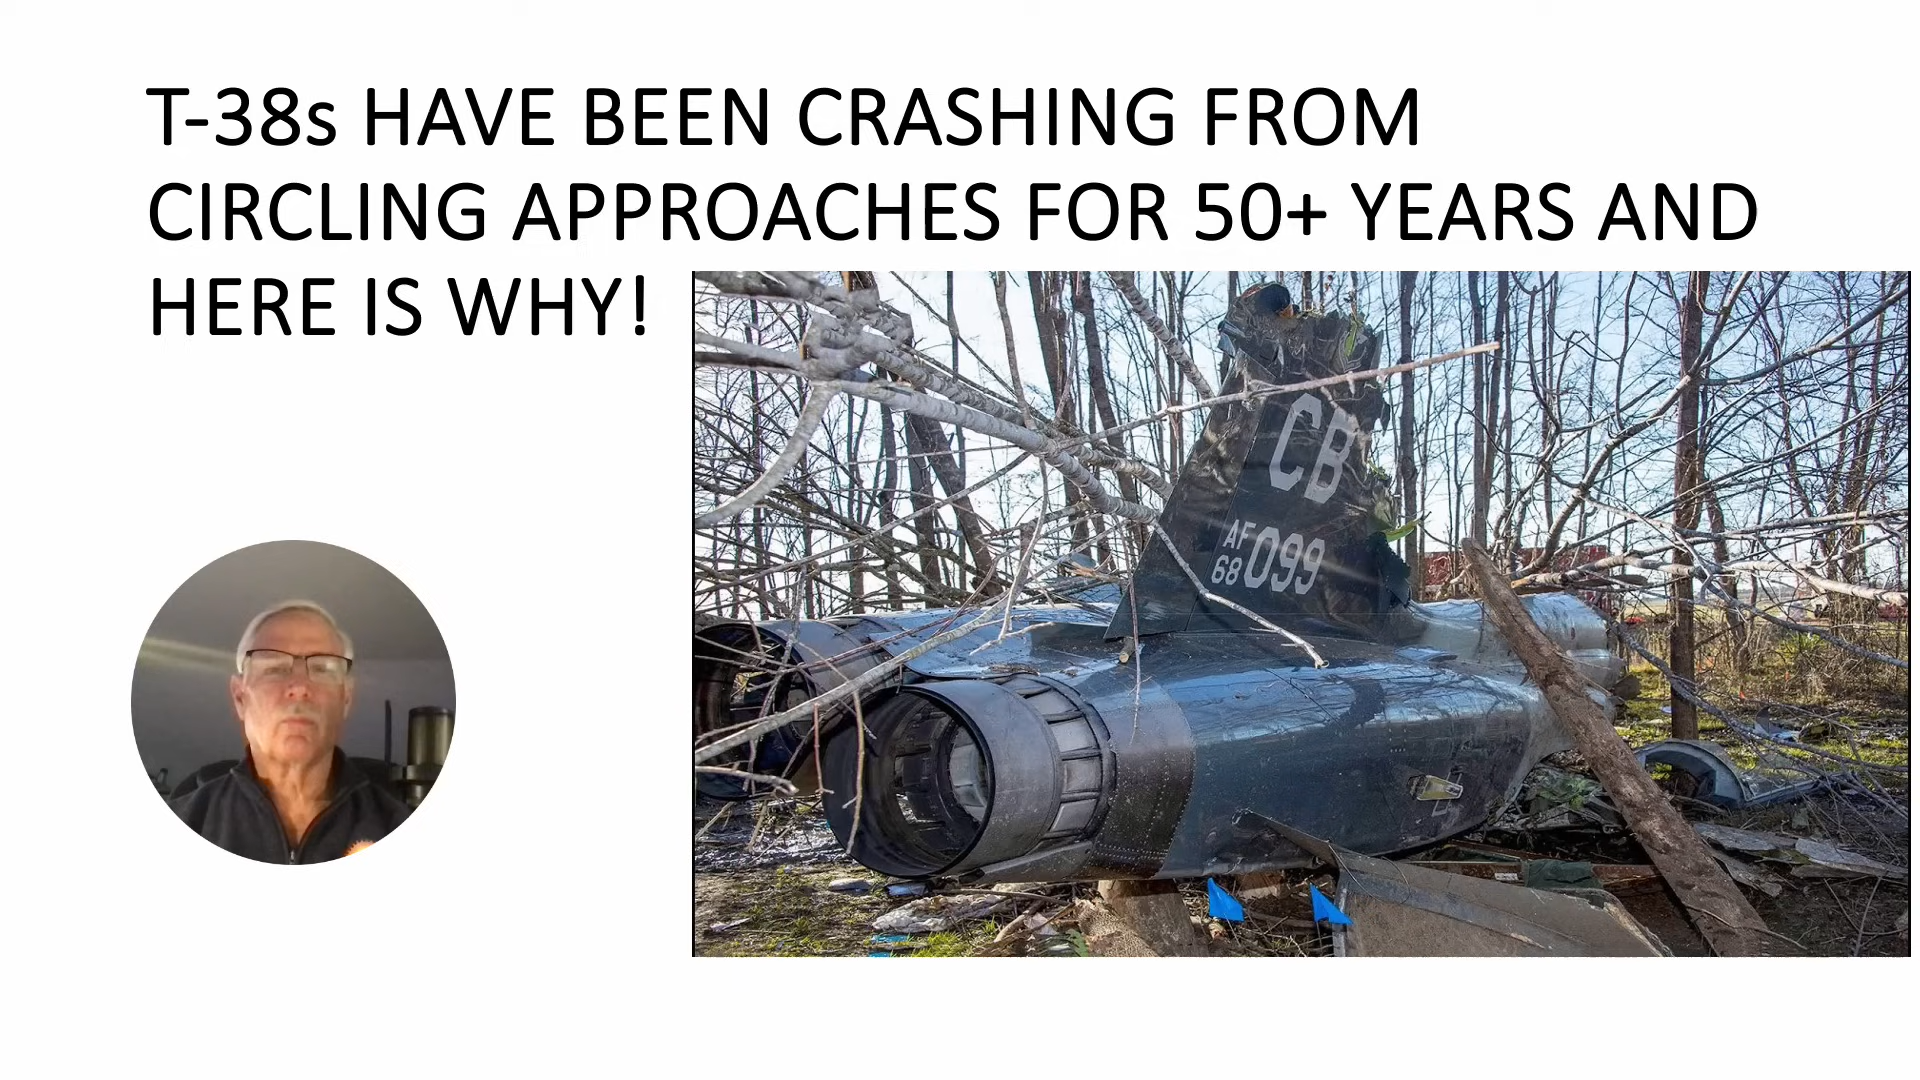 T-38s HAVE BEEN CRASHING FROM
CIRCLING APPROACHES FOR 50+ YEARS AND
HERE IS WHY!
CB
AF
68 099